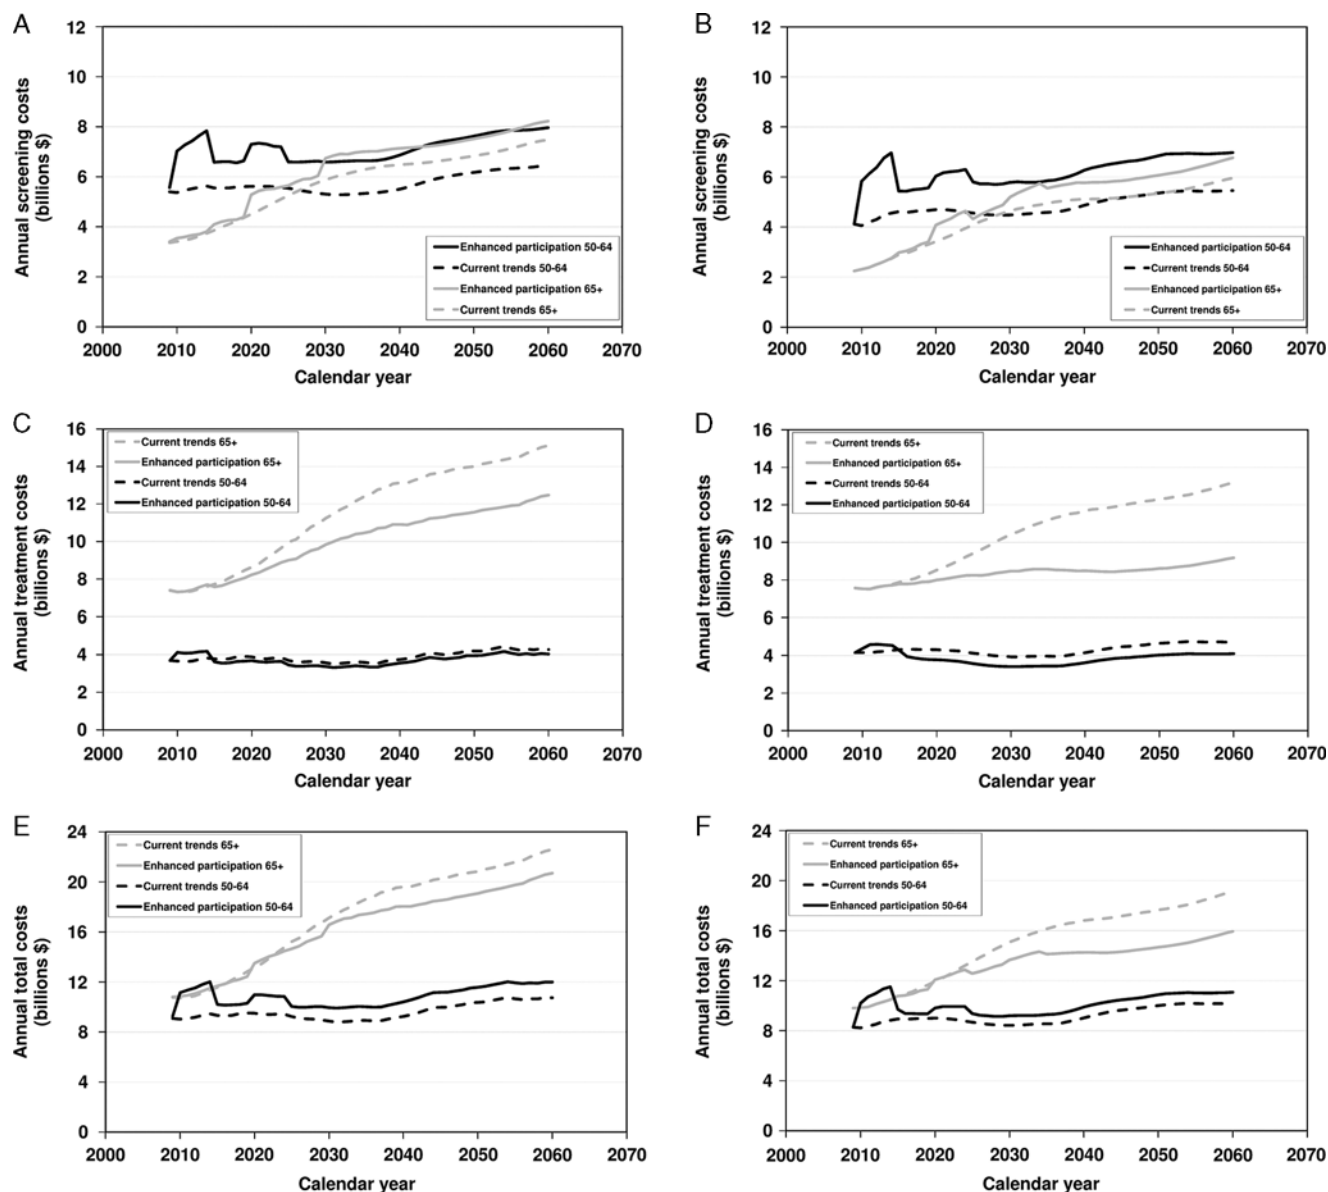 A
Annual screening costs
(billions $)
12
10
8
6
4
2
0
Enhanced participation 50-64
Current trends 50-64
Enhanced participation 65+
Current trends 65+
2000 2010 2020 2030 2040 2050 2060 2070
Calendar year
B
Annual screening costs
(billions $)
12
10
8
6
4
2
0
Enhanced participation 50-64
Current trends 50-64
Enhanced participation 65+
Current trends 65+
2000 2010 2020 2030 2040 2050 2060 2070
Calendar year
C
Annual treatment costs
(billions $)
16
14
12
10
8
6
4
2
0
Current trends 65+
Enhanced participation 65+
Current trends 50-64
Enhanced participation 50-64
2000 2010 2020 2030 2040 2050 2060 2070
Calendar year
D
Annual treatment costs
(billions $)
16
14
12
10
8
6
4
2
0
Current trends 65+
Enhanced participation 65+
Current trends 50-64
Enhanced participation 50-64
2000 2010 2020 2030 2040 2050 2060 2070
Calendar year
E
Annual total costs
(billions $)
24
20
16
12
8
4
0
Current trends 65+
Enhanced participation 65+
Current trends 50-64
Enhanced participation 50-64
2000 2010 2020 2030 2040 2050 2060 2070
Calendar year
F
Annual total costs
(billions $)
24
20
16
12
8
4
0
Current trends 65+
Enhanced participation 65+
Current trends 50-64
Enhanced participation 50-64
2000 2010 2020 2030 2040 2050 2060 2070
Calendar year